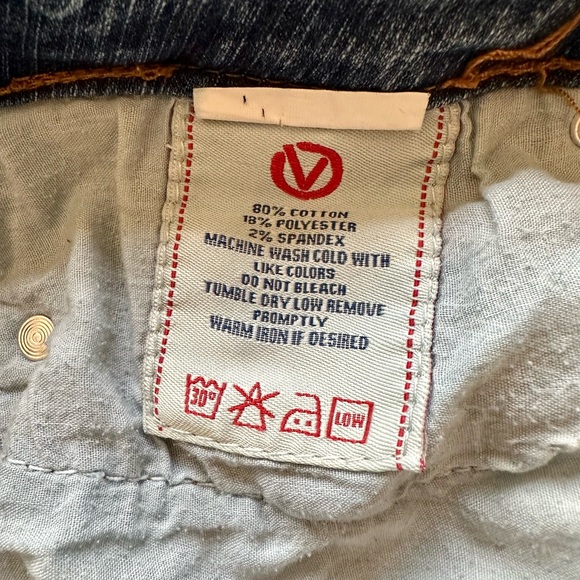 V
80% COTTON
18% POLYESTER
2% SPANDEX
MACHINE WASH COLD WITH
LIKE COLORS
DO NOT BLEACH
TUMBLE DRY LOW REMOVE
PROMPTLY
WARM IRON IF DESIRED
30° LOW